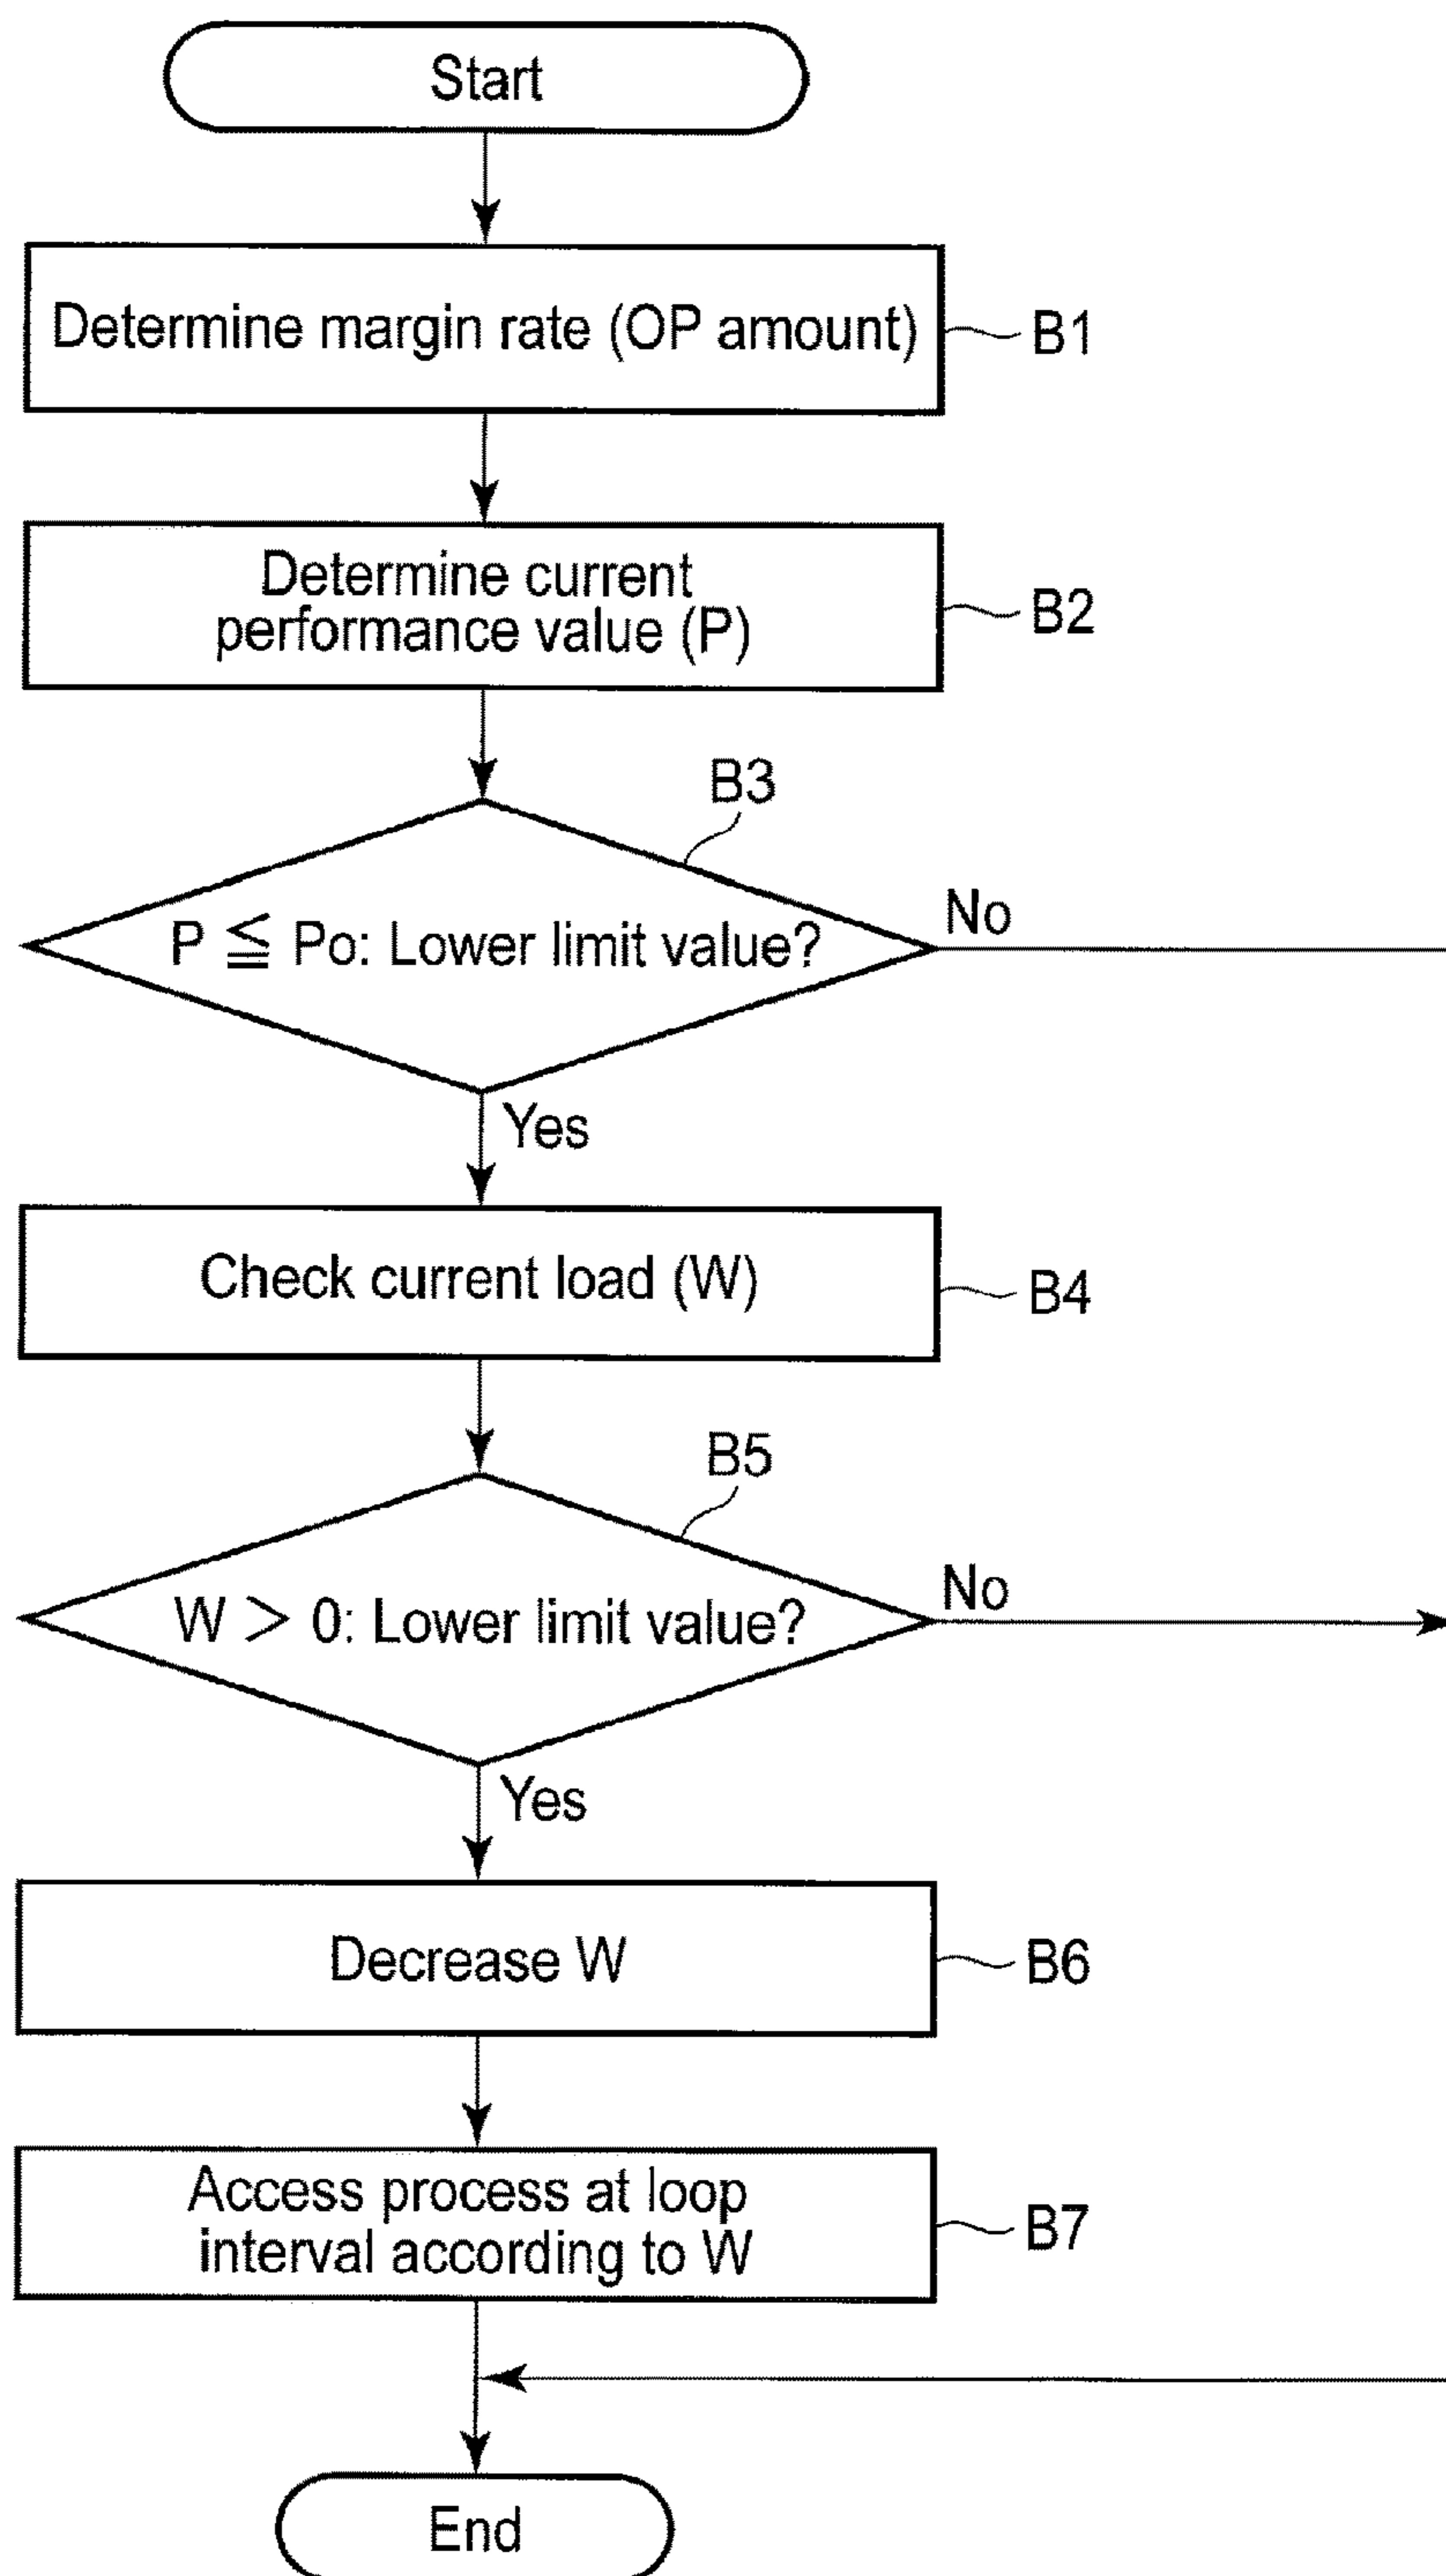 Start
Determine margin rate (OP amount)
B1
Determine current
performance value (P)
B2
B3
P ≦ Po: Lower limit value?
No
Yes
Check current load (W)
B4
B5
W > 0: Lower limit value?
No
Yes
Decrease W
B6
Access process at loop
interval according to W
B7
End